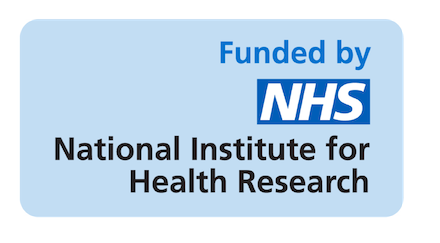 Funded by
NHS
National Institute for
Health Research